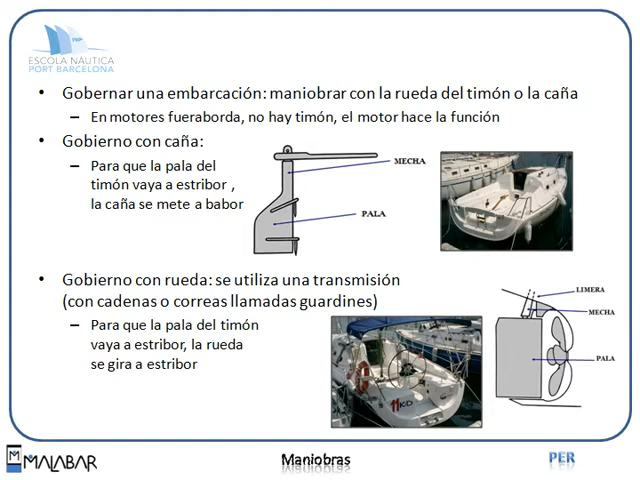 ESCOLA NÀUTICA
PORT BARCELONA
• Gobernar una embarcación: maniobrar con la rueda del timón o la caña
– En motores fueraborda, no hay timón, el motor hace la función
• Gobierno con caña:
– Para que la pala del
timón vaya a estribor ,
la caña se mete a babor
MECHA
PALA
• Gobierno con rueda: se utiliza una transmisión
(con cadenas o correas llamadas guardines)
– Para que la pala del timón
vaya a estribor, la rueda
se gira a estribor
LIMERA
MECHA
PALA
11KD
MALABAR
Maniobras
PER